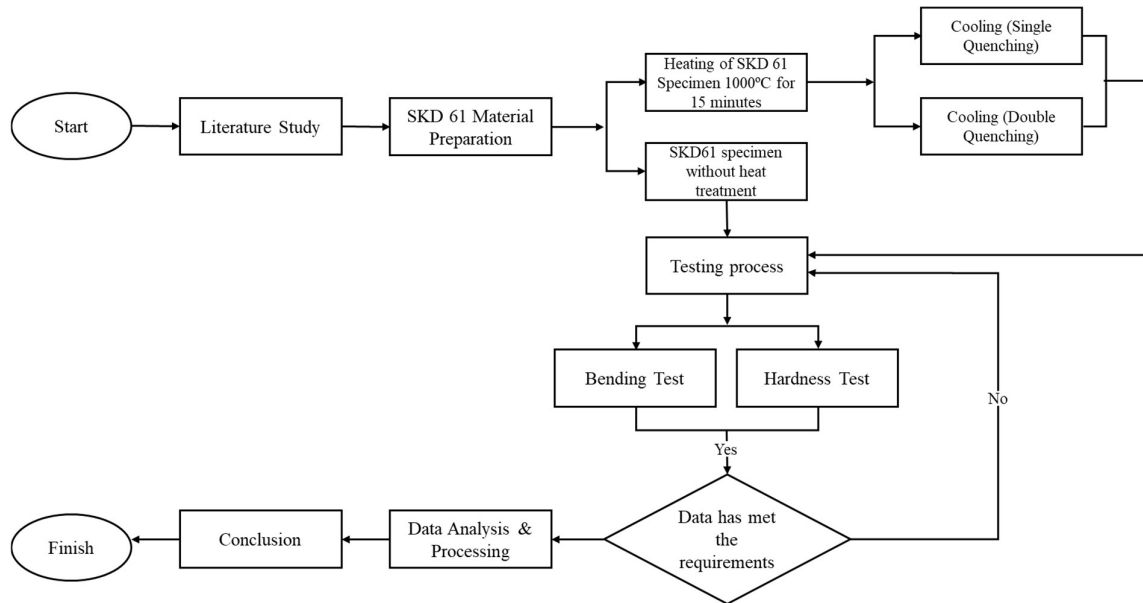 Start
Literature Study
SKD 61 Material
Preparation
Heating of SKD 61
Specimen 1000ºC for
15 minutes
Cooling (Single
Quenching)
Cooling (Double
Quenching)
SKD61 specimen
without heat
treatment
Testing process
Bending Test
Hardness Test
No
Yes
Data has met
the
requirements
Data Analysis &
Processing
Conclusion
Finish